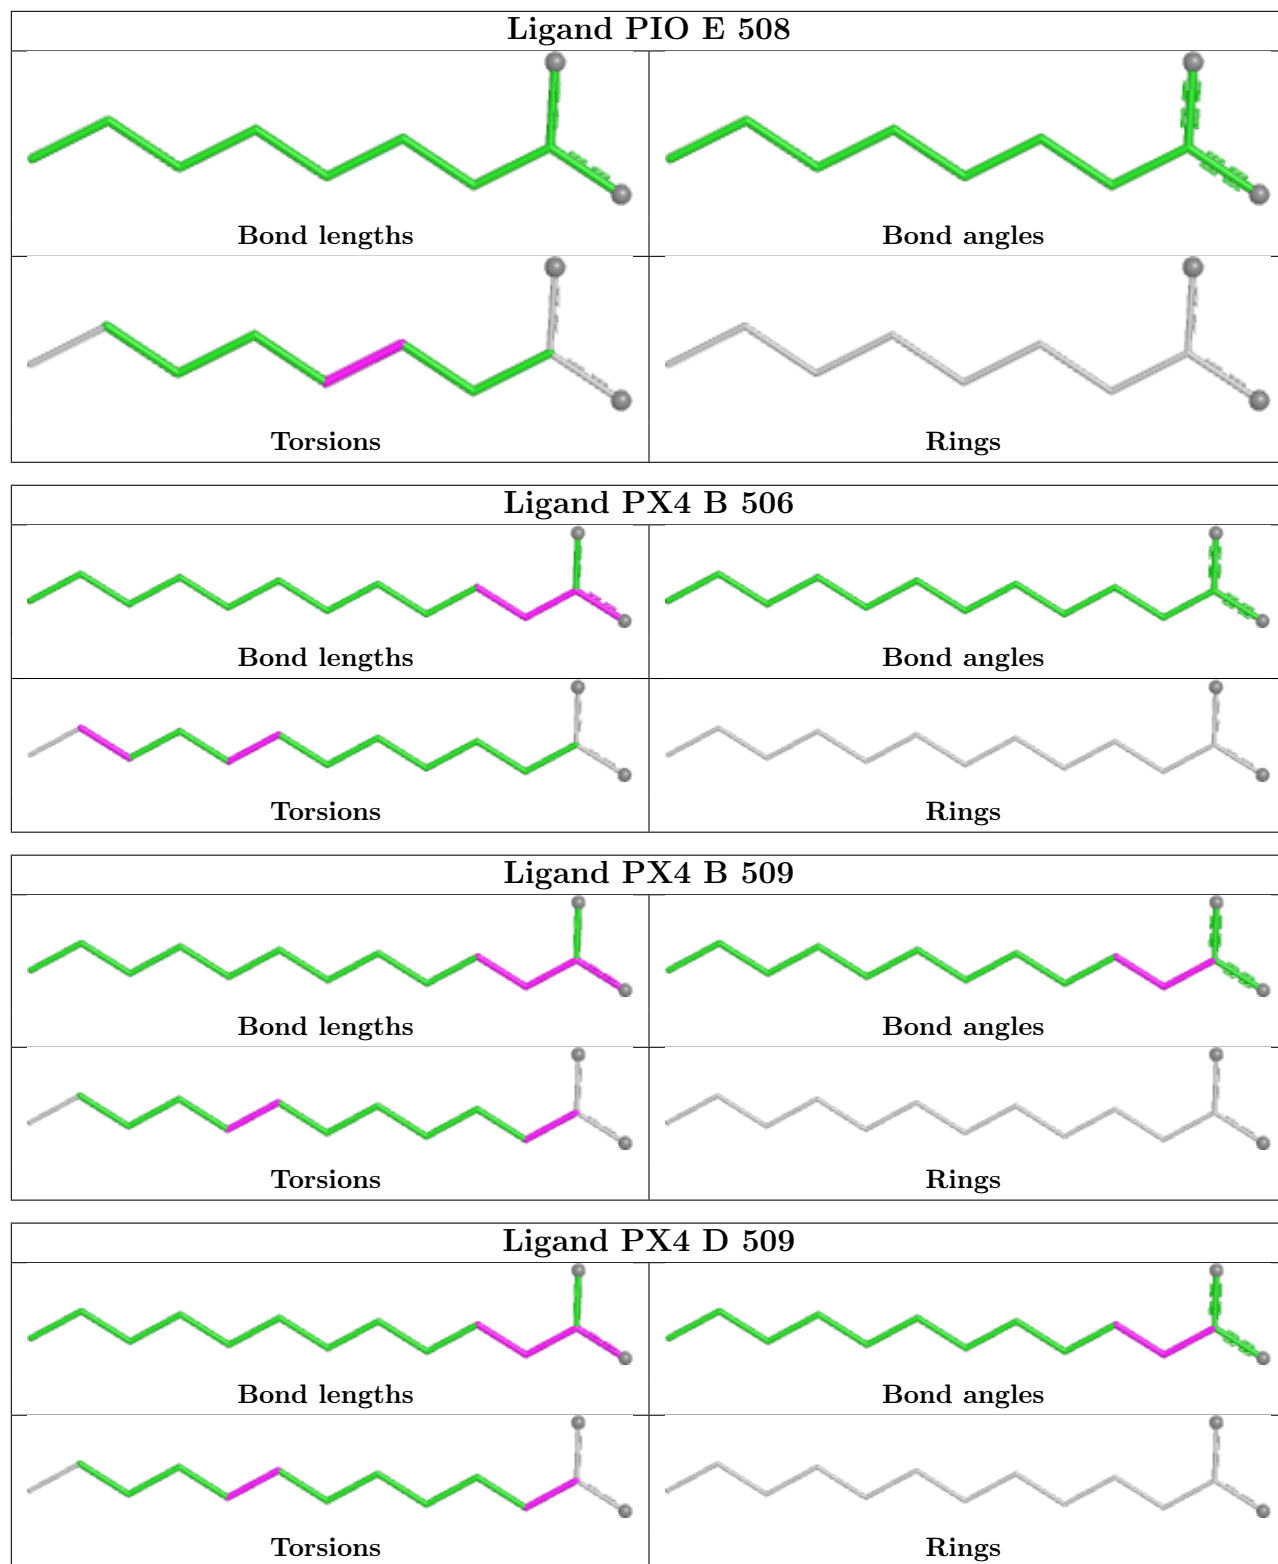 Ligand PIO E 508
Bond lengths
Bond angles
Torsions
Rings
Ligand PX4 B 506
Bond lengths
Bond angles
Torsions
Rings
Ligand PX4 B 509
Bond lengths
Bond angles
Torsions
Rings
Ligand PX4 D 509
Bond lengths
Bond angles
Torsions
Rings